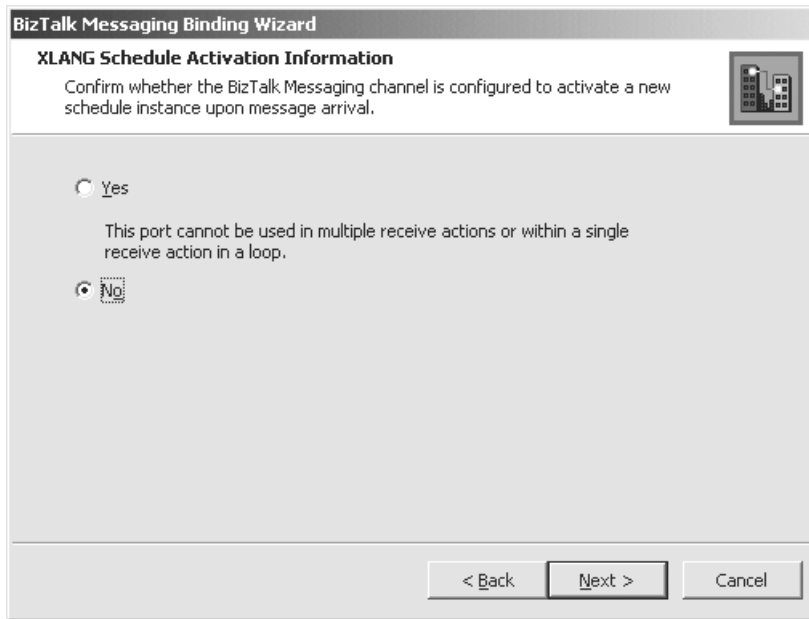 BizTalk Messaging Binding Wizard
XLANG Schedule Activation Information
Confirm whether the BizTalk Messaging channel is configured to activate a new
schedule instance upon message arrival.
Yes
This port cannot be used in multiple receive actions or within a single
receive action in a loop.
No
< Back Next > Cancel